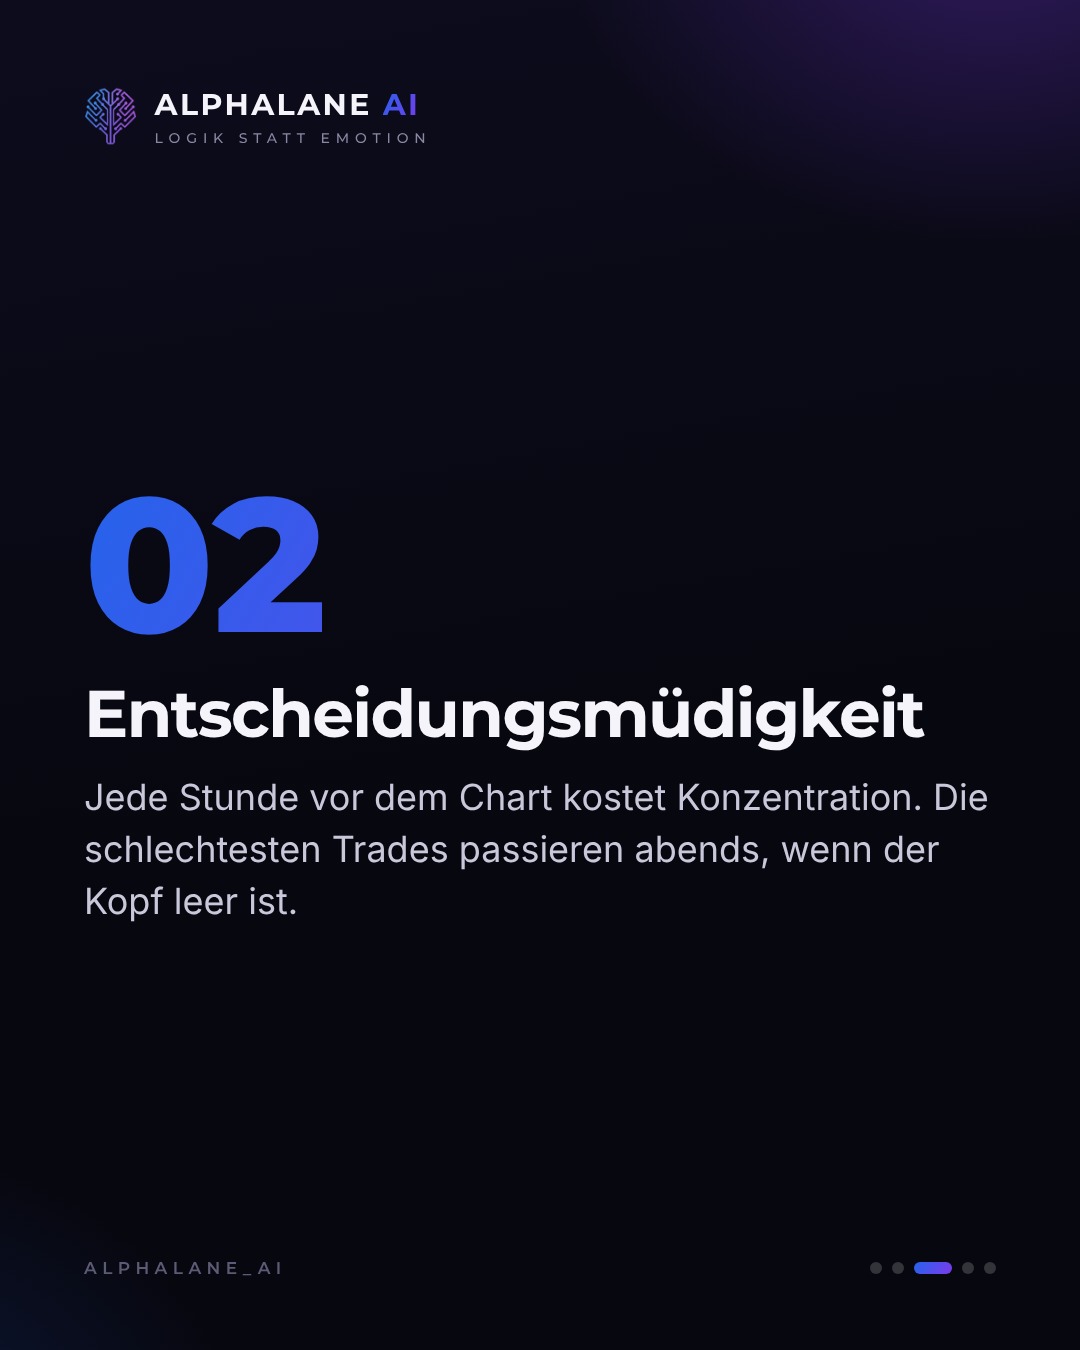 ALPHALANE AI
LOGIK STATT EMOTION
02
Entscheidungsmüdigkeit
Jede Stunde vor dem Chart kostet Konzentration. Die
schlechtesten Trades passieren abends, wenn der
Kopf leer ist.
ALPHALANE_AI